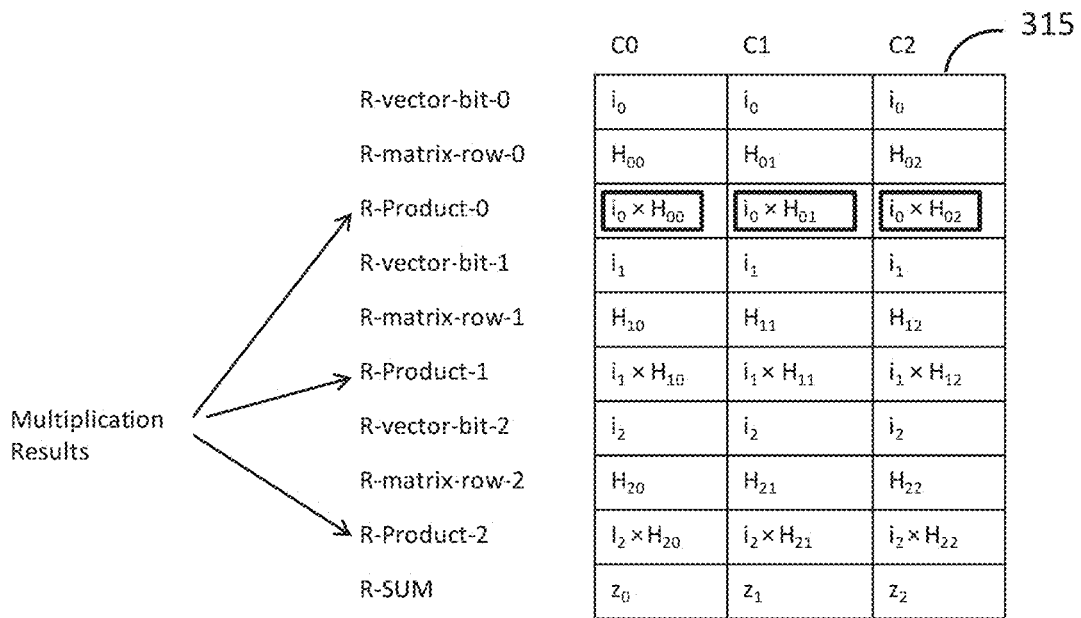 315
C0 C1 C2
R-vector-bit-0 i₀ i₀ i₀
R-matrix-row-0 H₀₀ H₀₁ H₀₂
R-Product-0 i₀ × H₀₀ i₀ × H₀₁ i₀ × H₀₂
R-vector-bit-1 i₁ i₁ i₁
R-matrix-row-1 H₁₀ H₁₁ H₁₂
R-Product-1 i₁ × H₁₀ i₁ × H₁₁ i₁ × H₁₂
Multiplication
Results
R-vector-bit-2 i₂ i₂ i₂
R-matrix-row-2 H₂₀ H₂₁ H₂₂
R-Product-2 I₂ × H₂₀ i₂ × H₂₁ i₂ × H₂₂
R-SUM z₀ z₁ z₂